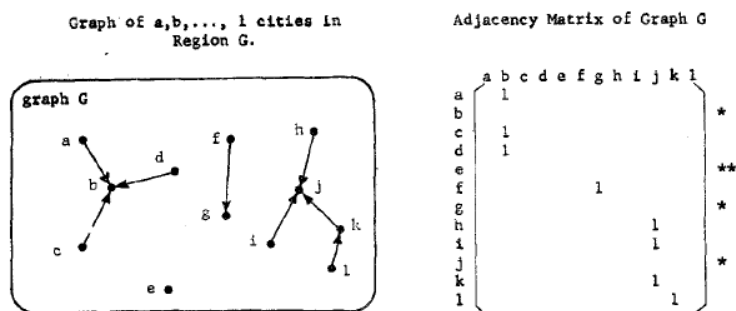 Graph of a,b,..., l cities in
Region G.
graph G
a
b
c
d
e
f
g
h
i
j
k
l
Adjacency Matrix of Graph G
a b c d e f g h i j k l
a 1
b *
c 1
d 1
e **
f 1
g *
h 1
i 1
j *
k 1
l 1